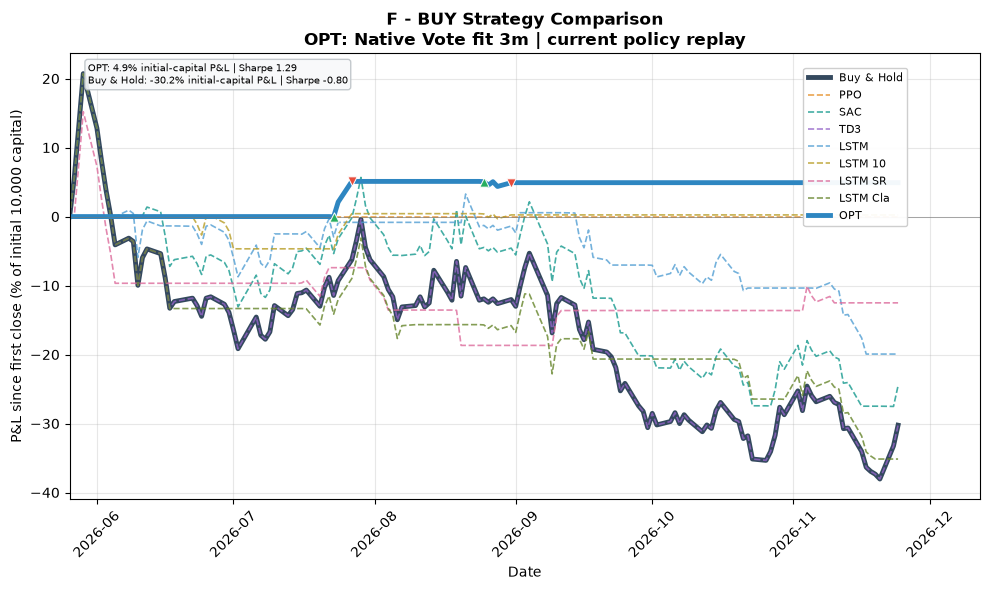 F - BUY Strategy Comparison
OPT: Native Vote fit 3m | current policy replay
OPT: 4.9% initial-capital P&L | Sharpe 1.29
Buy & Hold: -30.2% initial-capital P&L | Sharpe -0.80
Buy & Hold
PPO
SAC
TD3
LSTM
LSTM 10
LSTM SR
LSTM Cla
OPT
P&L since first close (% of initial 10,000 capital)
20
10
0
−10
−20
−30
−40
2026-06
2026-07
2026-08
2026-09
2026-10
2026-11
2026-12
Date